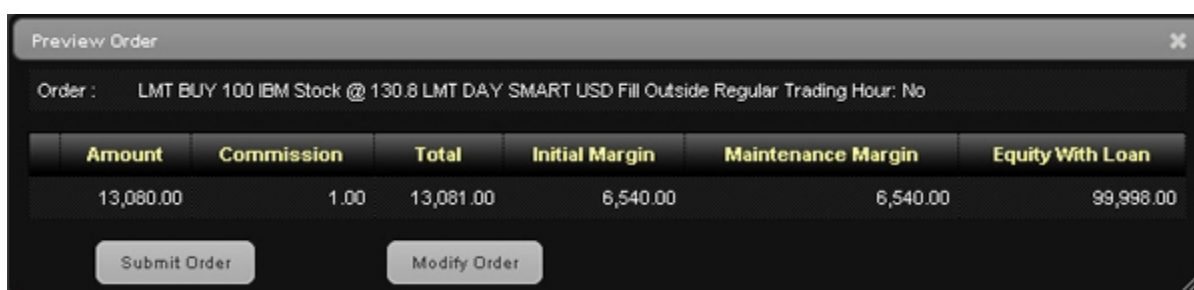 Preview Order
Order : LMT BUY 100 IBM Stock @ 130.8 LMT DAY SMART USD Fill Outside Regular Trading Hour: No
Amount Commission Total Initial Margin Maintenance Margin Equity With Loan
13,080.00 1.00 13,081.00 6,540.00 6,540.00 99,998.00
Submit Order Modify Order